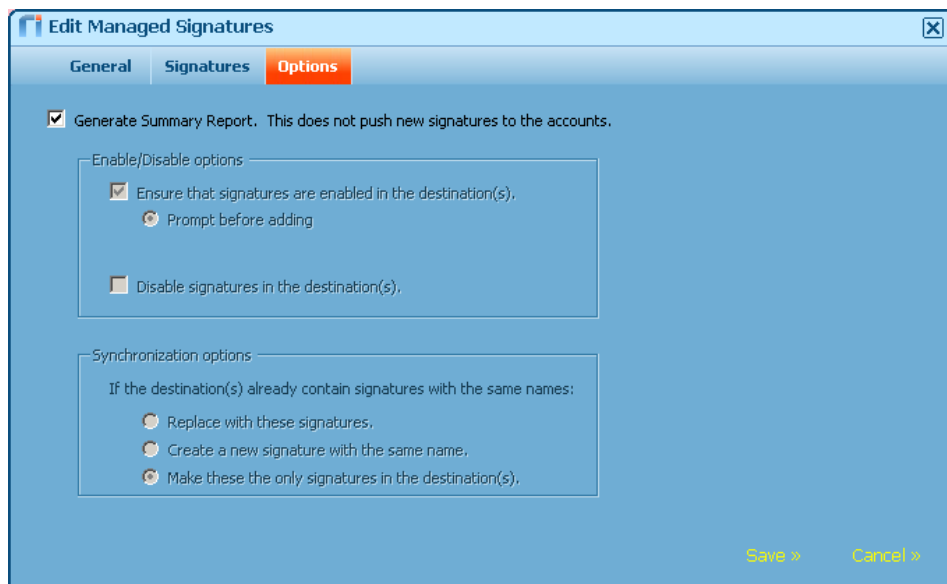 Edit Managed Signatures
General Signatures Options
Generate Summary Report. This does not push new signatures to the accounts.
Enable/Disable options
Ensure that signatures are enabled in the destination(s).
Prompt before adding
Disable signatures in the destination(s).
Synchronization options
If the destination(s) already contain signatures with the same names:
Replace with these signatures.
Create a new signature with the same name.
Make these the only signatures in the destination(s).
Save » Cancel »